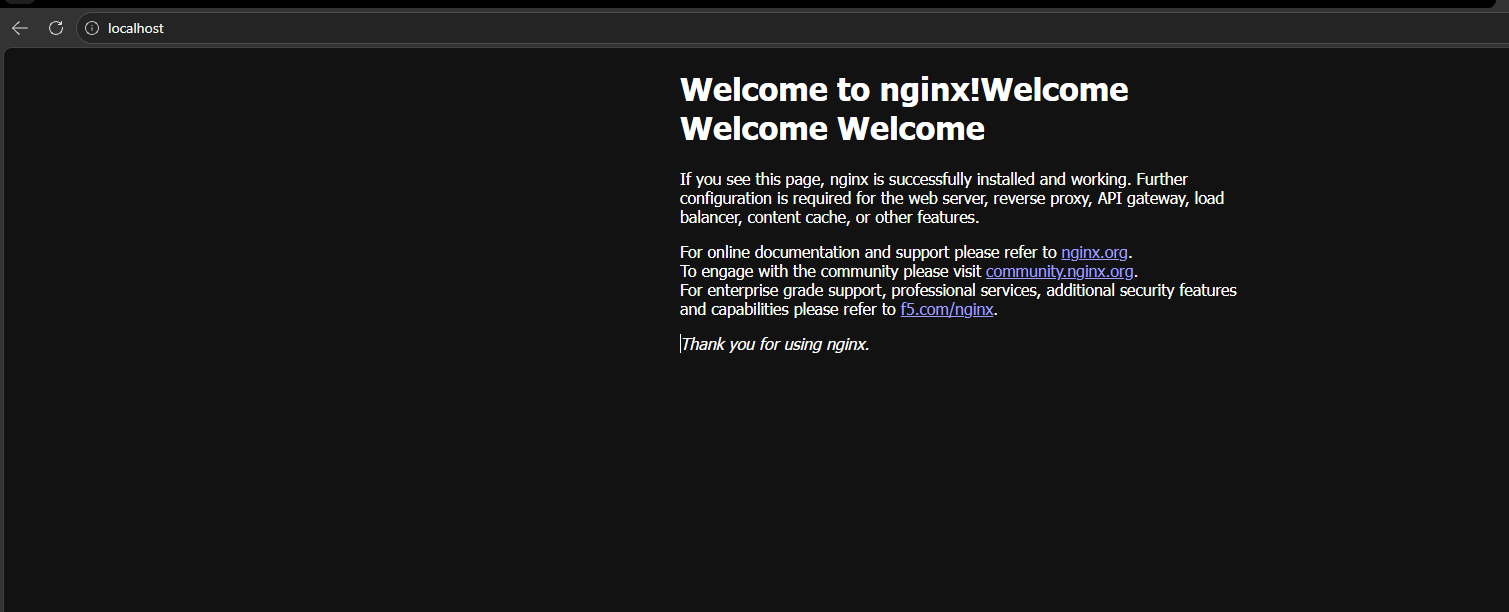 localhost
Welcome to nginx!Welcome
Welcome Welcome
If you see this page, nginx is successfully installed and working. Further
configuration is required for the web server, reverse proxy, API gateway, load
balancer, content cache, or other features.
For online documentation and support please refer to nginx.org.
To engage with the community please visit community.nginx.org.
For enterprise grade support, professional services, additional security features
and capabilities please refer to f5.com/nginx.
Thank you for using nginx.